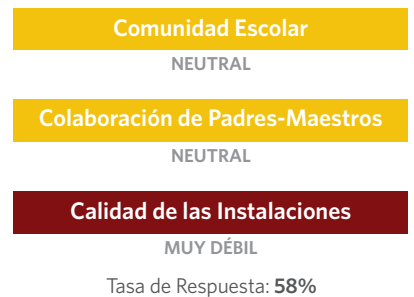 Comunidad Escolar
NEUTRAL
Colaboración de Padres-Maestros
NEUTRAL
Calidad de las Instalaciones
MUY DÉBIL
Tasa de Respuesta: 58%